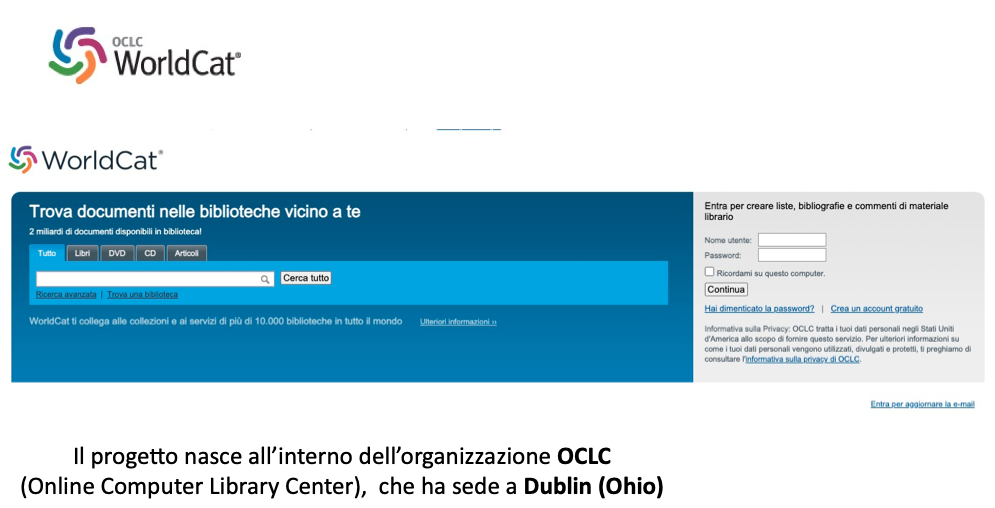 OCLC
WorldCat®
WorldCat®
Trova documenti nelle biblioteche vicino a te
2 miliardi di documenti disponibili in biblioteca!
Tutto Libri DVD CD Articoli
Cerca tutto
Ricerca avanzata | Trova una biblioteca
WorldCat ti collega alle collezioni e ai servizi di più di 10.000 biblioteche in tutto il mondo Ulteriori informazioni ››
Entra per creare liste, bibliografie e commenti di materiale
librario
Nome utente:
Password:
Ricordami su questo computer.
Continua
Hai dimenticato la password? | Crea un account gratuito
Informativa sulla Privacy: OCLC tratta i tuoi dati personali negli Stati Uniti
d'America allo scopo di fornire questo servizio. Per ulteriori informazioni su
come i tuoi dati personali vengono utilizzati, divulgati e protetti, ti preghiamo di
consultare l'informativa sulla privacy di OCLC.
Entra per aggiornare la e-mail
Il progetto nasce all’interno dell’organizzazione OCLC
(Online Computer Library Center), che ha sede a Dublin (Ohio)